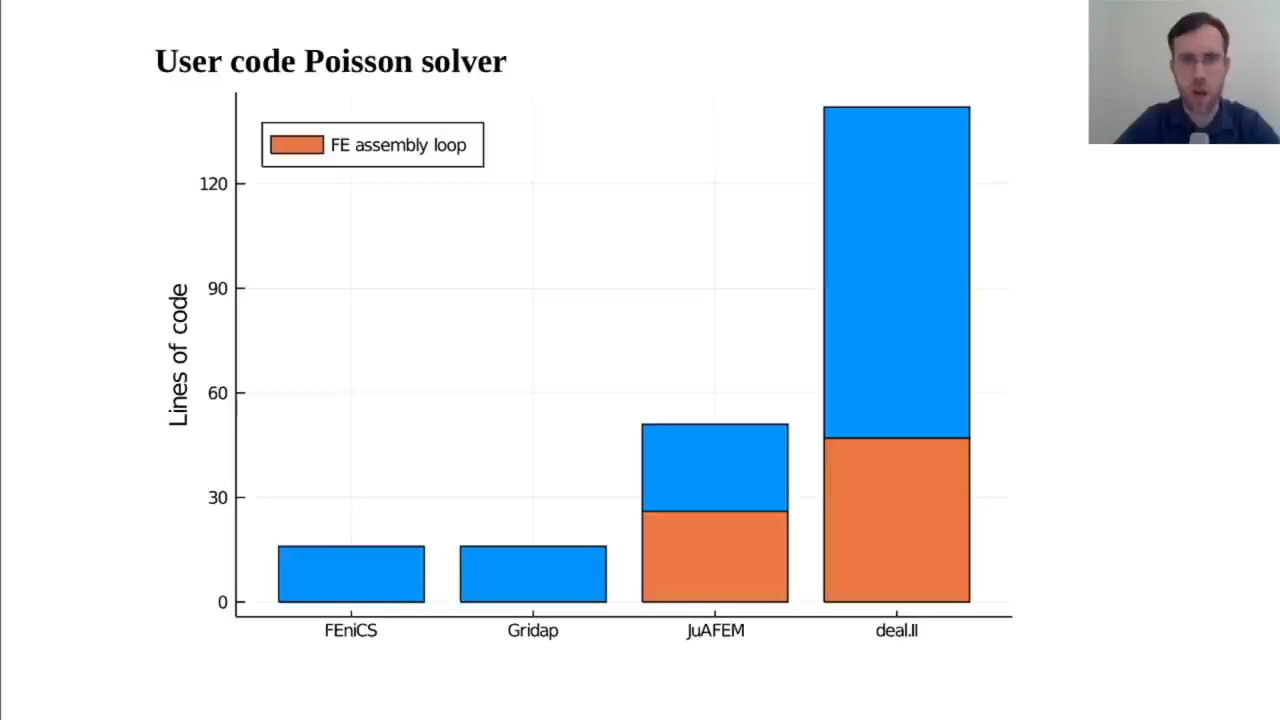 User code Poisson solver
FE assembly loop
120
90
60
30
0
Lines of code
FEniCS
Gridap
JuAFEM
deal.II